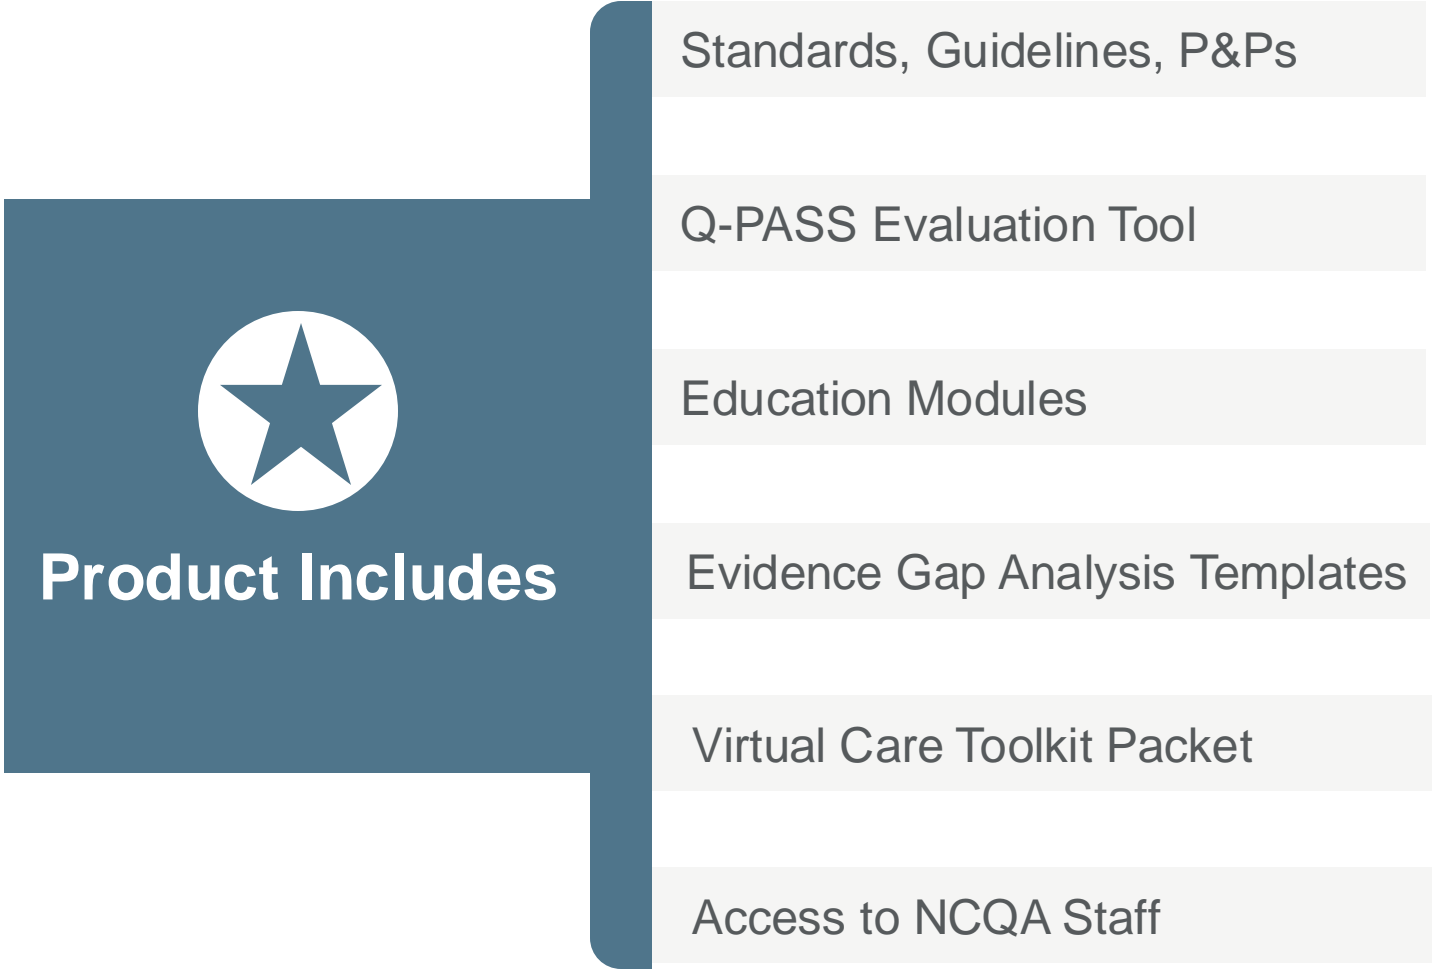 Standards, Guidelines, P&Ps
Q-PASS Evaluation Tool
Education Modules
Product Includes
Evidence Gap Analysis Templates
Virtual Care Toolkit Packet
Access to NCQA Staff